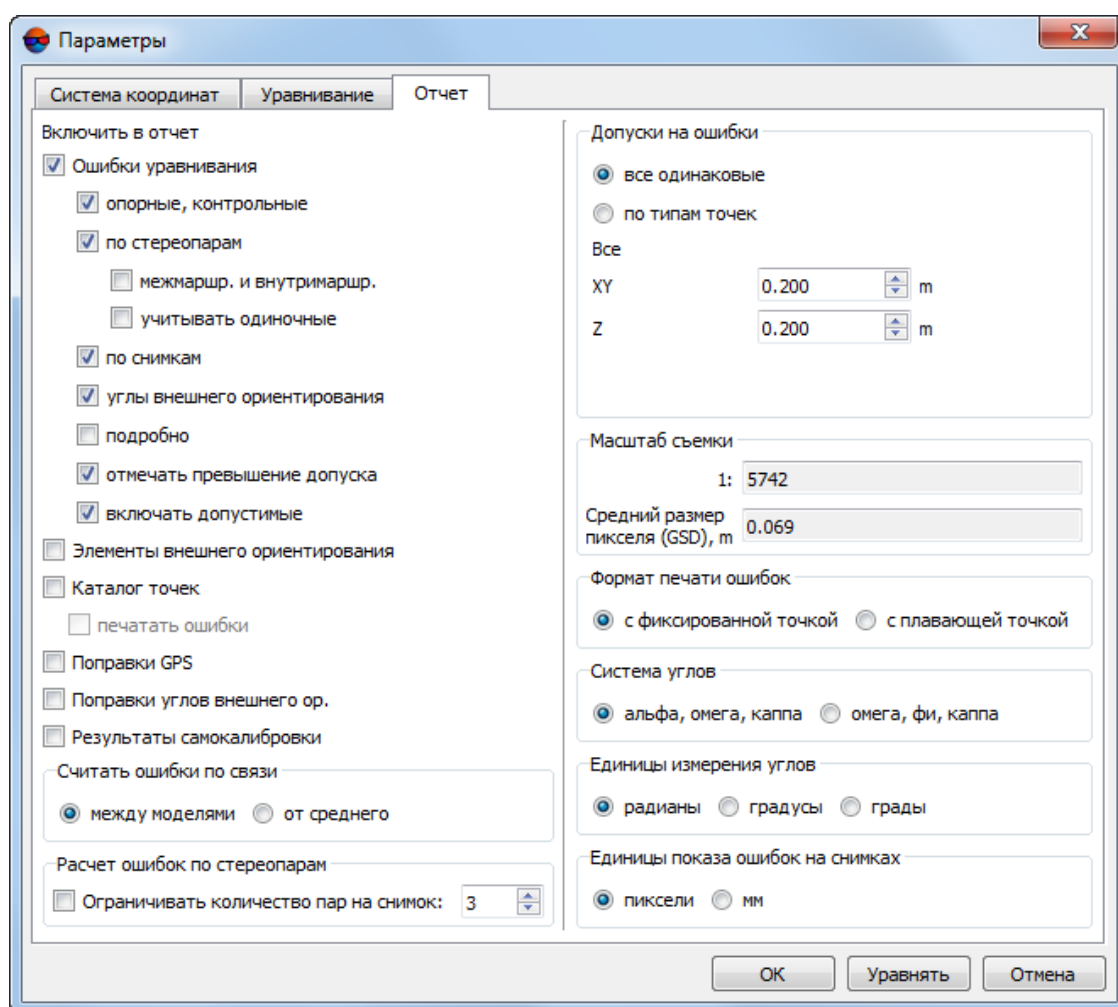 Параметры
Система координат
Уравнивание
Отчет
Включить в отчет
Ошибки уравнивания
опорные, контрольные
по стереопарам
межмаршр. и внутримаршр.
учитывать одиночные
по снимкам
углы внешнего ориентирования
подробно
отмечать превышение допуска
включать допустимые
Элементы внешнего ориентирования
Каталог точек
печатать ошибки
Поправки GPS
Поправки углов внешнего ор.
Результаты самокалибровки
Считать ошибки по связи
между моделями от среднего
Расчет ошибок по стереопарам
Ограничивать количество пар на снимок: 3
Допуски на ошибки
все одинаковые
по типам точек
Все
XY 0.200 m
Z 0.200 m
Масштаб съемки
1: 5742
Средний размер
пикселя (GSD), m 0.069
Формат печати ошибок
с фиксированной точкой с плавающей точкой
Система углов
альфа, омега, каппа омега, фи, каппа
Единицы измерения углов
радианы градусы грады
Единицы показа ошибок на снимках
пиксели мм
ОК Уравнять Отмена